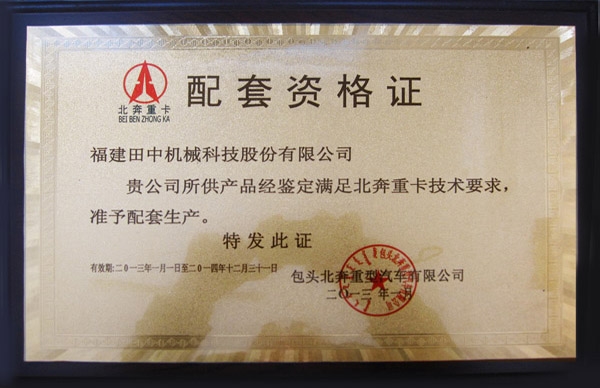 配套资格证
北奔重卡
BEI BEN ZHONG KA
福建田中机械科技股份有限公司
贵公司所供产品经鉴定满足北奔重卡技术要求，
准予配套生产。
特发此证
有效期:二0一三年一月一日至二0一四年十二月三十一日
包头北奔重型汽车有限公司
二〇一三年一月